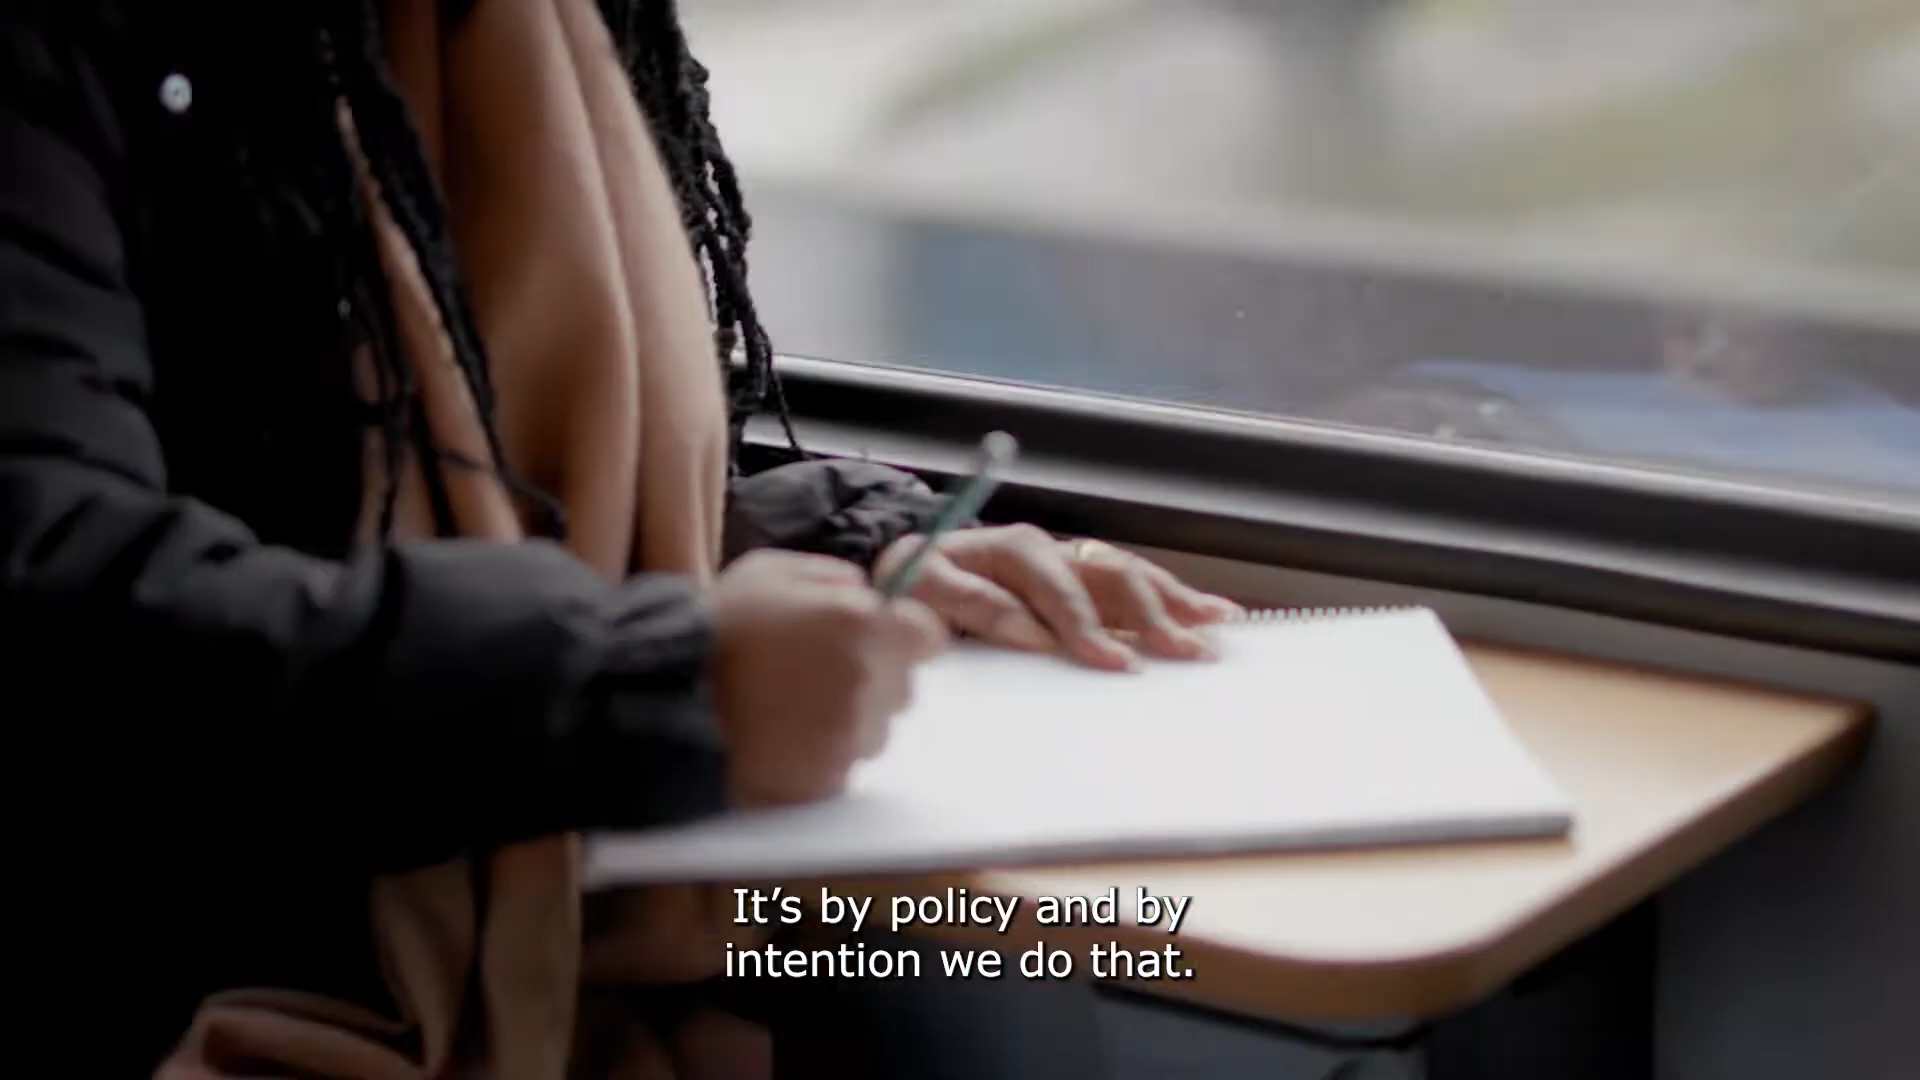 It’s by policy and by
intention we do that.